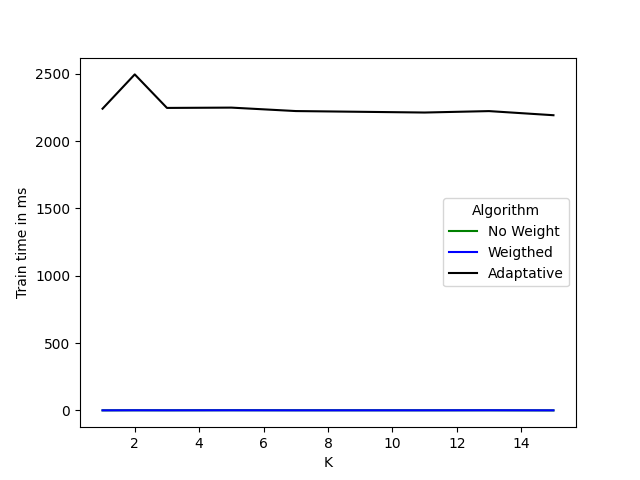 2500
2000
1500
1000
500
0
Train time in ms
Algorithm
No Weight
Weigthed
Adaptative
2 4 6 8 10 12 14
K